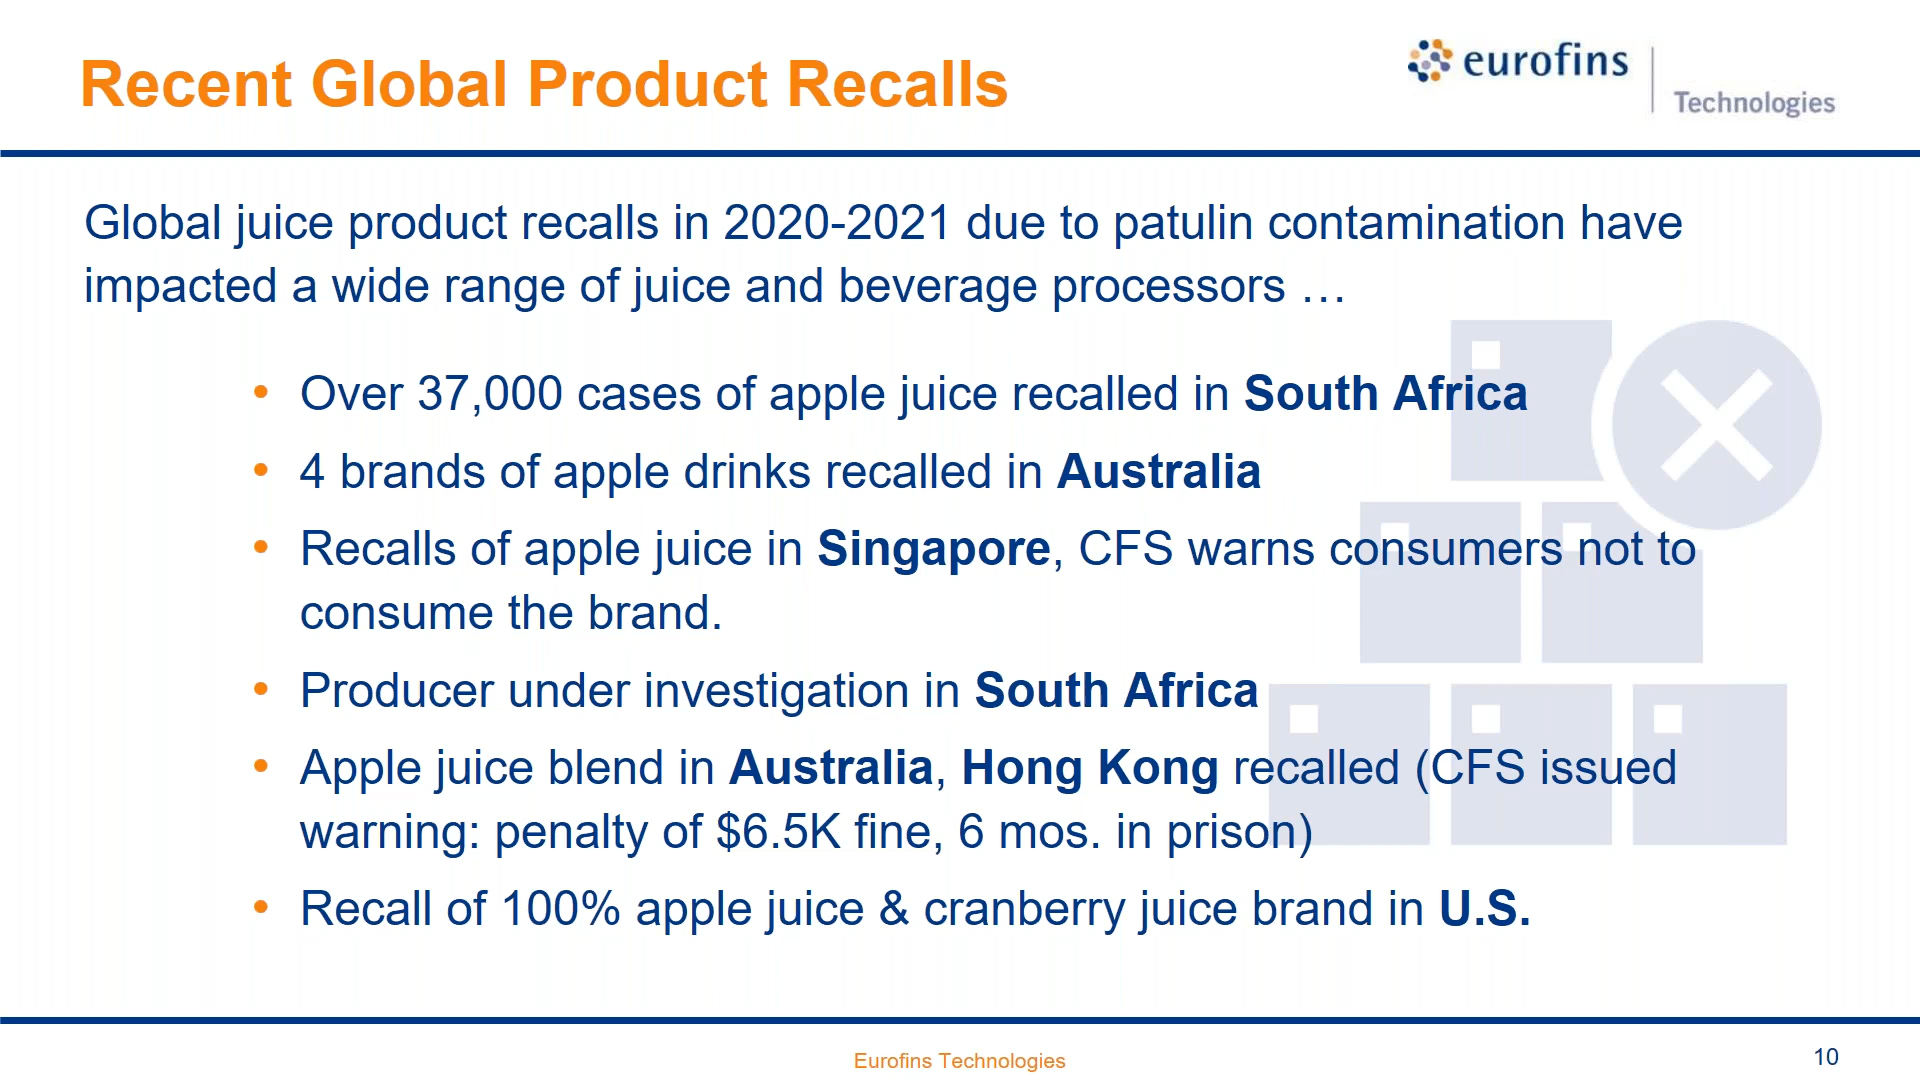 Recent Global Product Recalls
eurofins
Technologies
Global juice product recalls in 2020-2021 due to patulin contamination have
impacted a wide range of juice and beverage processors …
• Over 37,000 cases of apple juice recalled in South Africa
• 4 brands of apple drinks recalled in Australia
• Recalls of apple juice in Singapore, CFS warns consumers not to
consume the brand.
• Producer under investigation in South Africa
• Apple juice blend in Australia, Hong Kong recalled (CFS issued
warning: penalty of $6.5K fine, 6 mos. in prison)
• Recall of 100% apple juice & cranberry juice brand in U.S.
Eurofins Technologies
10